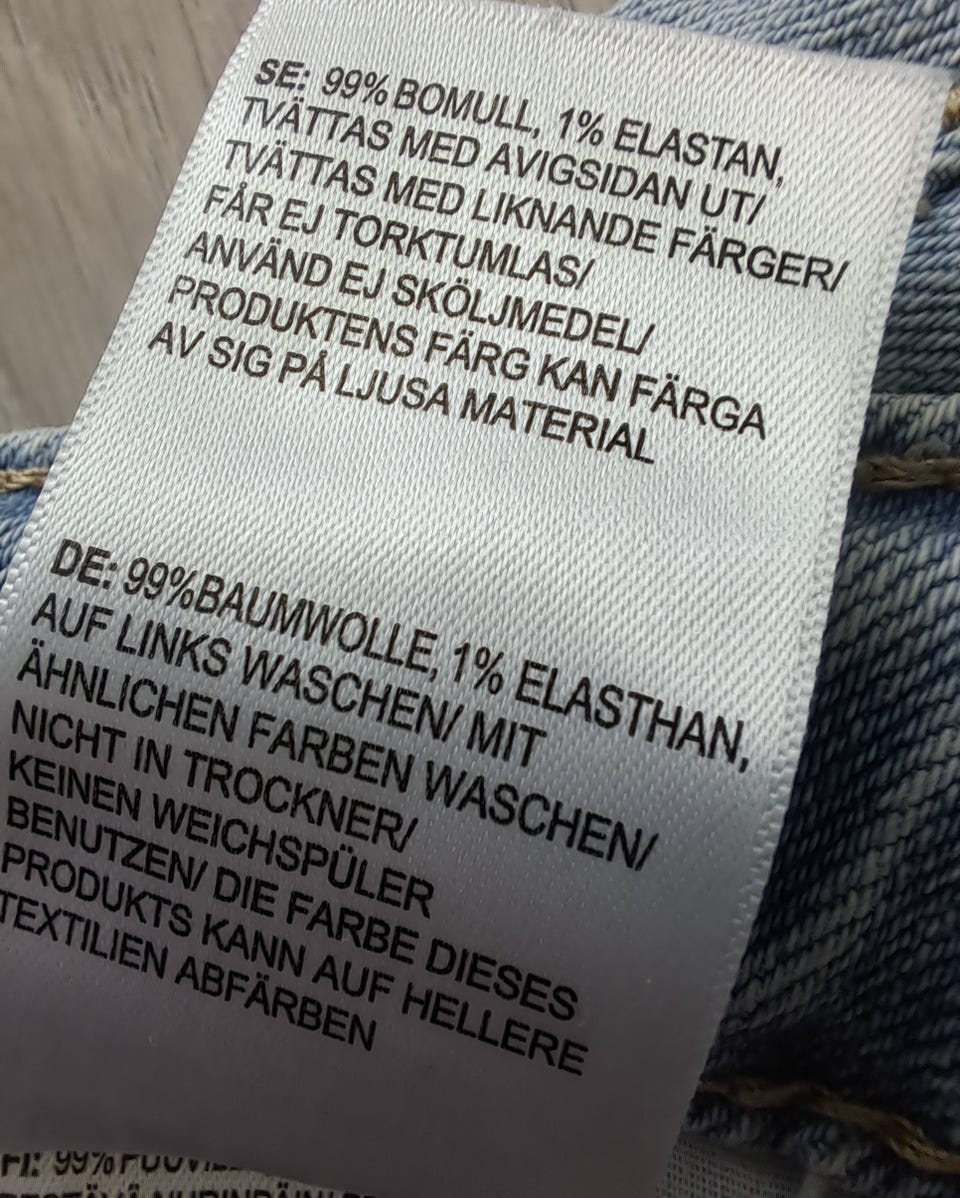 SE: 99% BOMULL, 1% ELASTAN,
TVÄTTAS MED AVIGSIDAN UT/
TVÄTTAS MED LIKNANDE FÄRGER/
FÅR EJ TORKTUMLAS/
ANVÄND EJ SKÖLJMEDEL/
PRODUKTENS FÄRG KAN FÄRGA
AV SIG PÅ LJUSA MATERIAL
DE: 99%BAUMWOLLE, 1% ELASTHAN,
AUF LINKS WASCHEN/ MIT
ÄHNLICHEN FARBEN WASCHEN/
NICHT IN TROCKNER/
KEINEN WEICHSPÜLER
BENUTZEN/ DIE FARBE DIESES
PRODUKTS KANN AUF HELLERE
TEXTILIEN ABFÄRBEN
FI: 99%